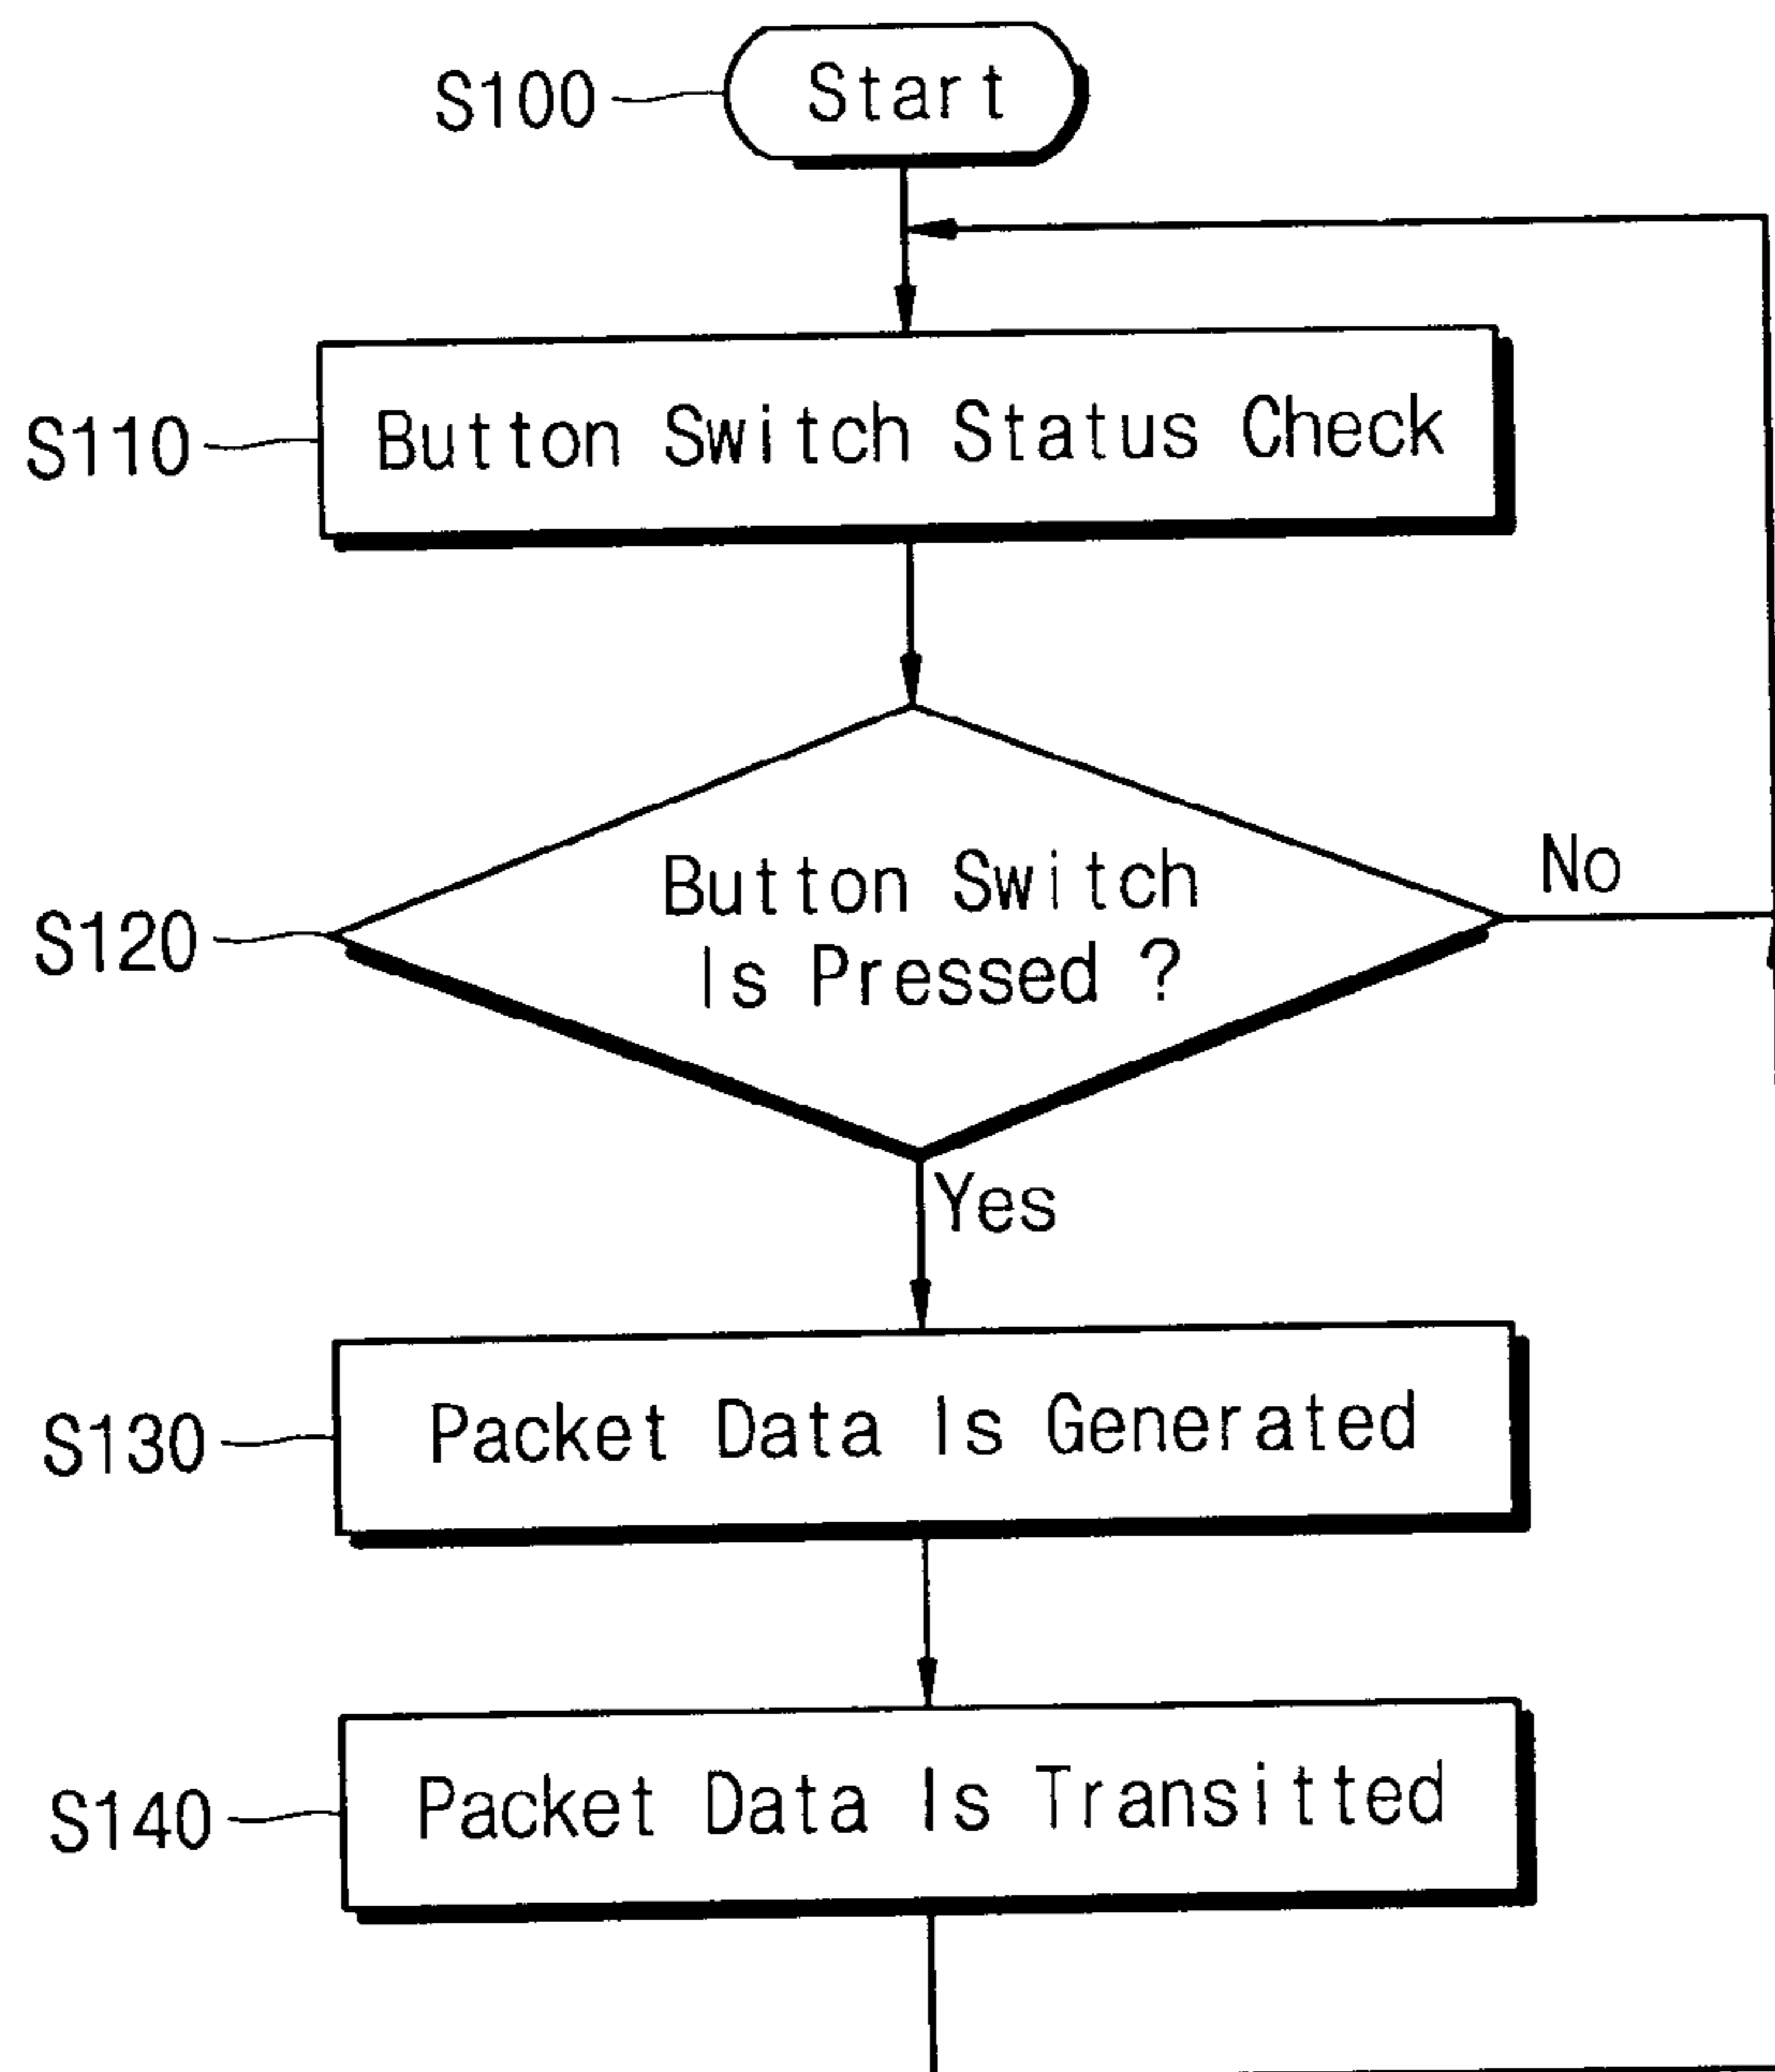 S100 Start
S110 Button Switch Status Check
Button Switch
No
S120
Is Pressed ?
Yes
S130 Packet Data Is Generated
S140 Packet Data Is Transitted